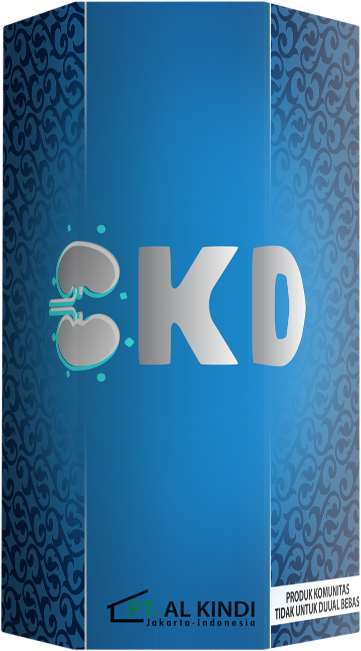 CKD
PT. AL KINDI
Jakarta-Indonesia
PRODUK KOMUNITAS
TIDAK UNTUK DIJUAL BEBAS